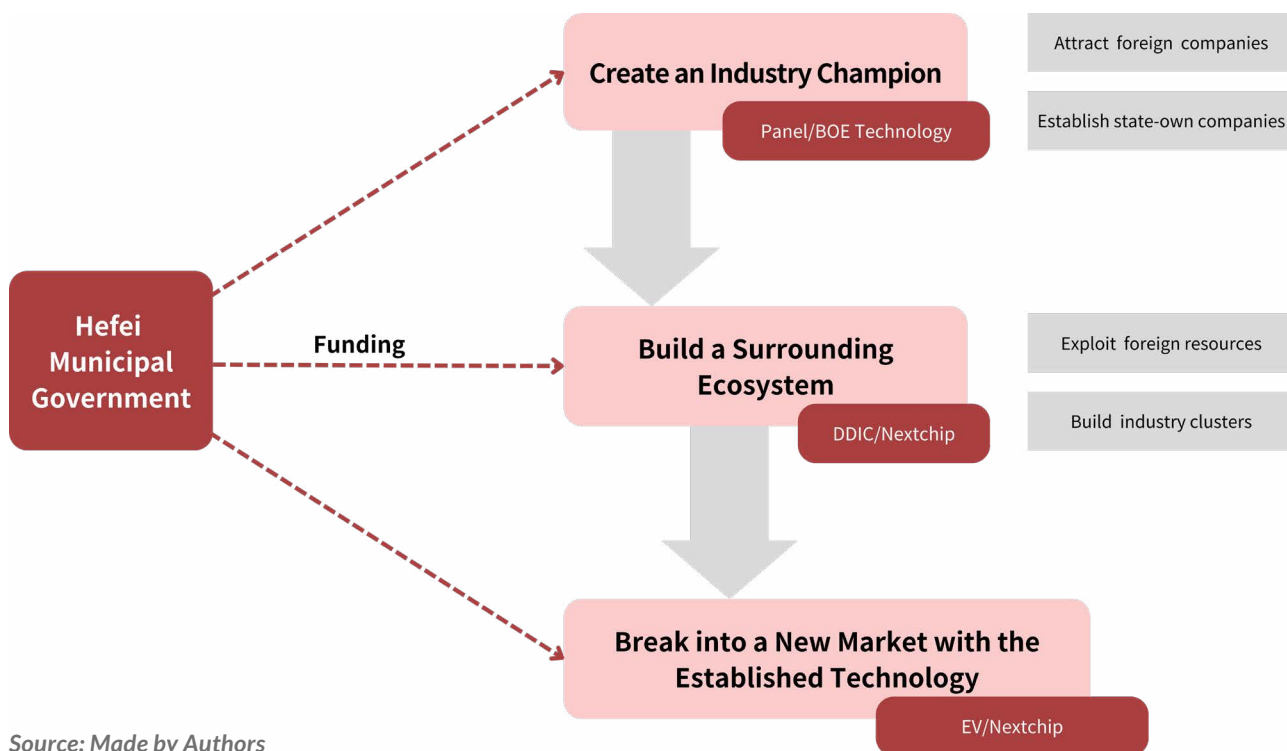 Create an Industry Champion
Panel/BOE Technology
Attract foreign companies
Establish state-own companies
Hefei
Municipal
Government
Funding
Build a Surrounding
Ecosystem
DDIC/Nextchip
Exploit foreign resources
Build industry clusters
Break into a New Market with the
Established Technology
EV/Nextchip
Source: Made by Authors